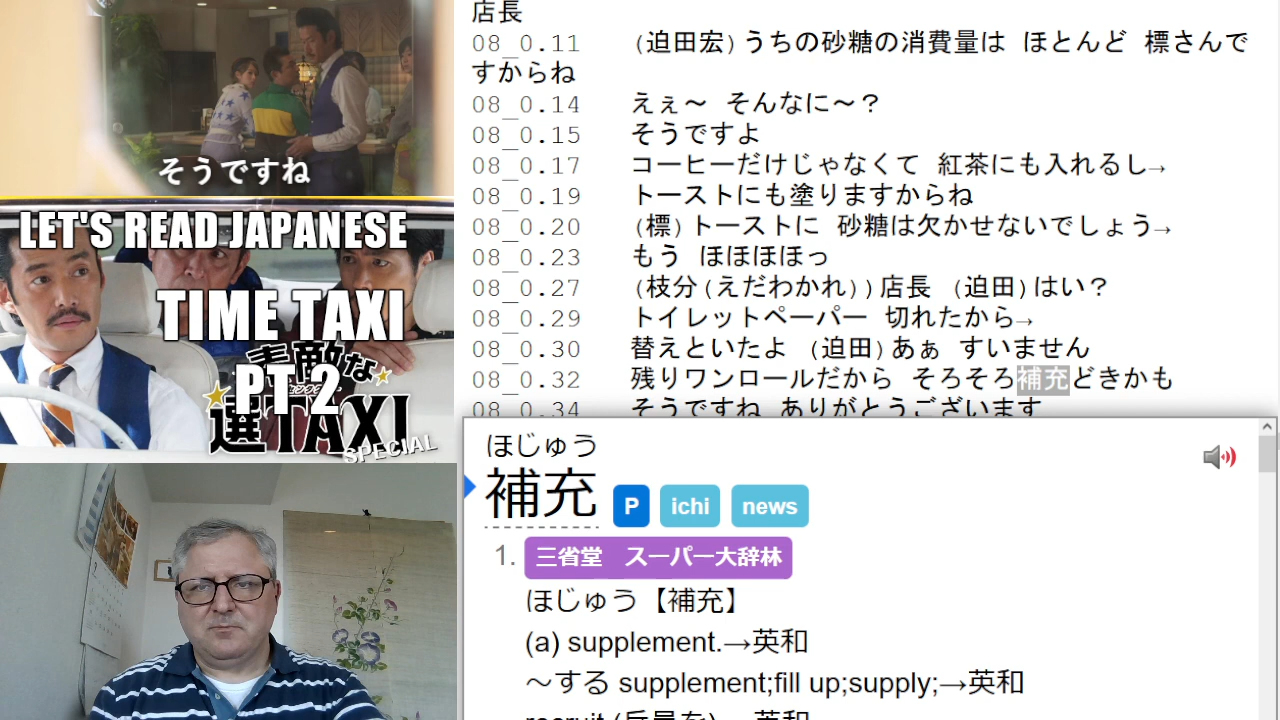 そうですね
LET'S READ JAPANESE
TIME TAXI
PT 2
素敵な
選TAXI
SPECIAL
店長
08_0.11 (迫田宏)うちの砂糖の消費量は ほとんど 標さんで
すからね
08_0.14 えぇ～ そんなに～？
08_0.15 そうですよ
08_0.17 コーヒーだけじゃなくて 紅茶にも入れるし→
08_0.19 トーストにも塗りますからね
08_0.20 (標)トーストに 砂糖は欠かせないでしょう→
08_0.23 もう ほほほほっ
08_0.27 (枝分(えだわかれ))店長 (迫田)はい？
08_0.29 トイレットペーパー 切れたから→
08_0.30 替えといたよ (迫田)あぁ すいません
08_0.32 残りワンロールだから そろそろ補充どきかも
08_0.34 そうですね ありがとうございます
ほじゅう
補充 P ichi news
1. 三省堂 スーパー大辞林
ほじゅう【補充】
(a) supplement.→英和
～する supplement;fill up;supply;→英和
recruit (兵員を).→英和